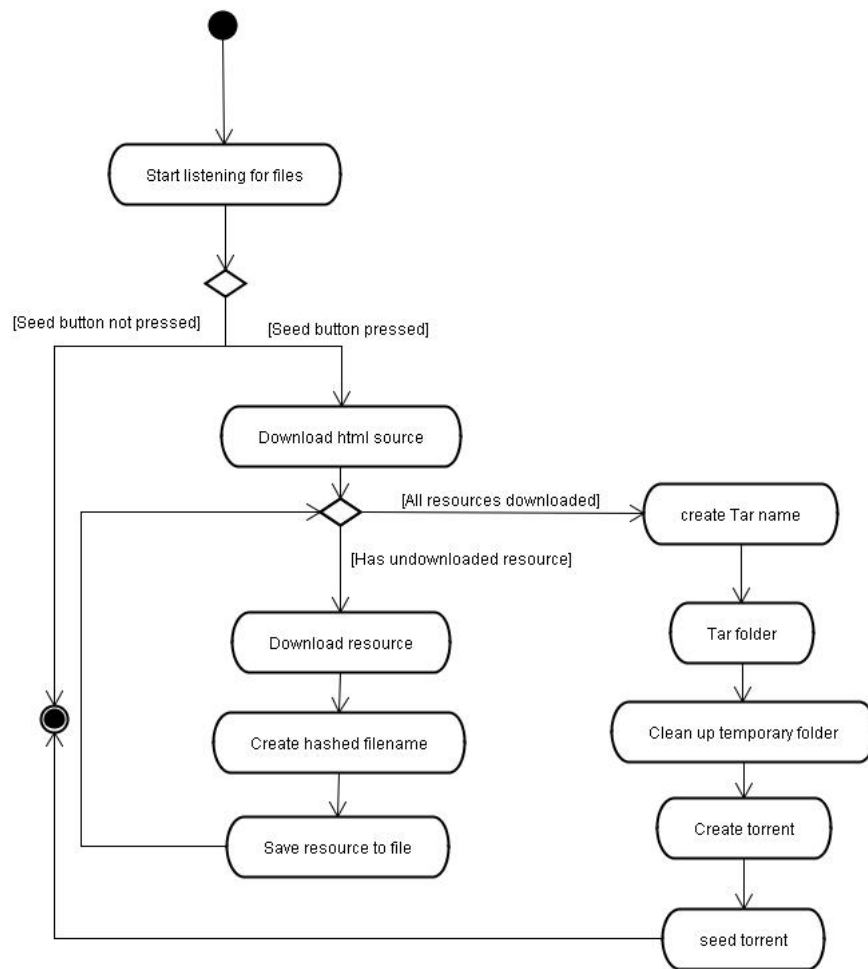 Start listening for files
[Seed button not pressed]
[Seed button pressed]
Download html source
[All resources downloaded]
create Tar name
[Has undownloaded resource]
Download resource
Tar folder
Create hashed filename
Clean up temporary folder
Save resource to file
Create torrent
seed torrent